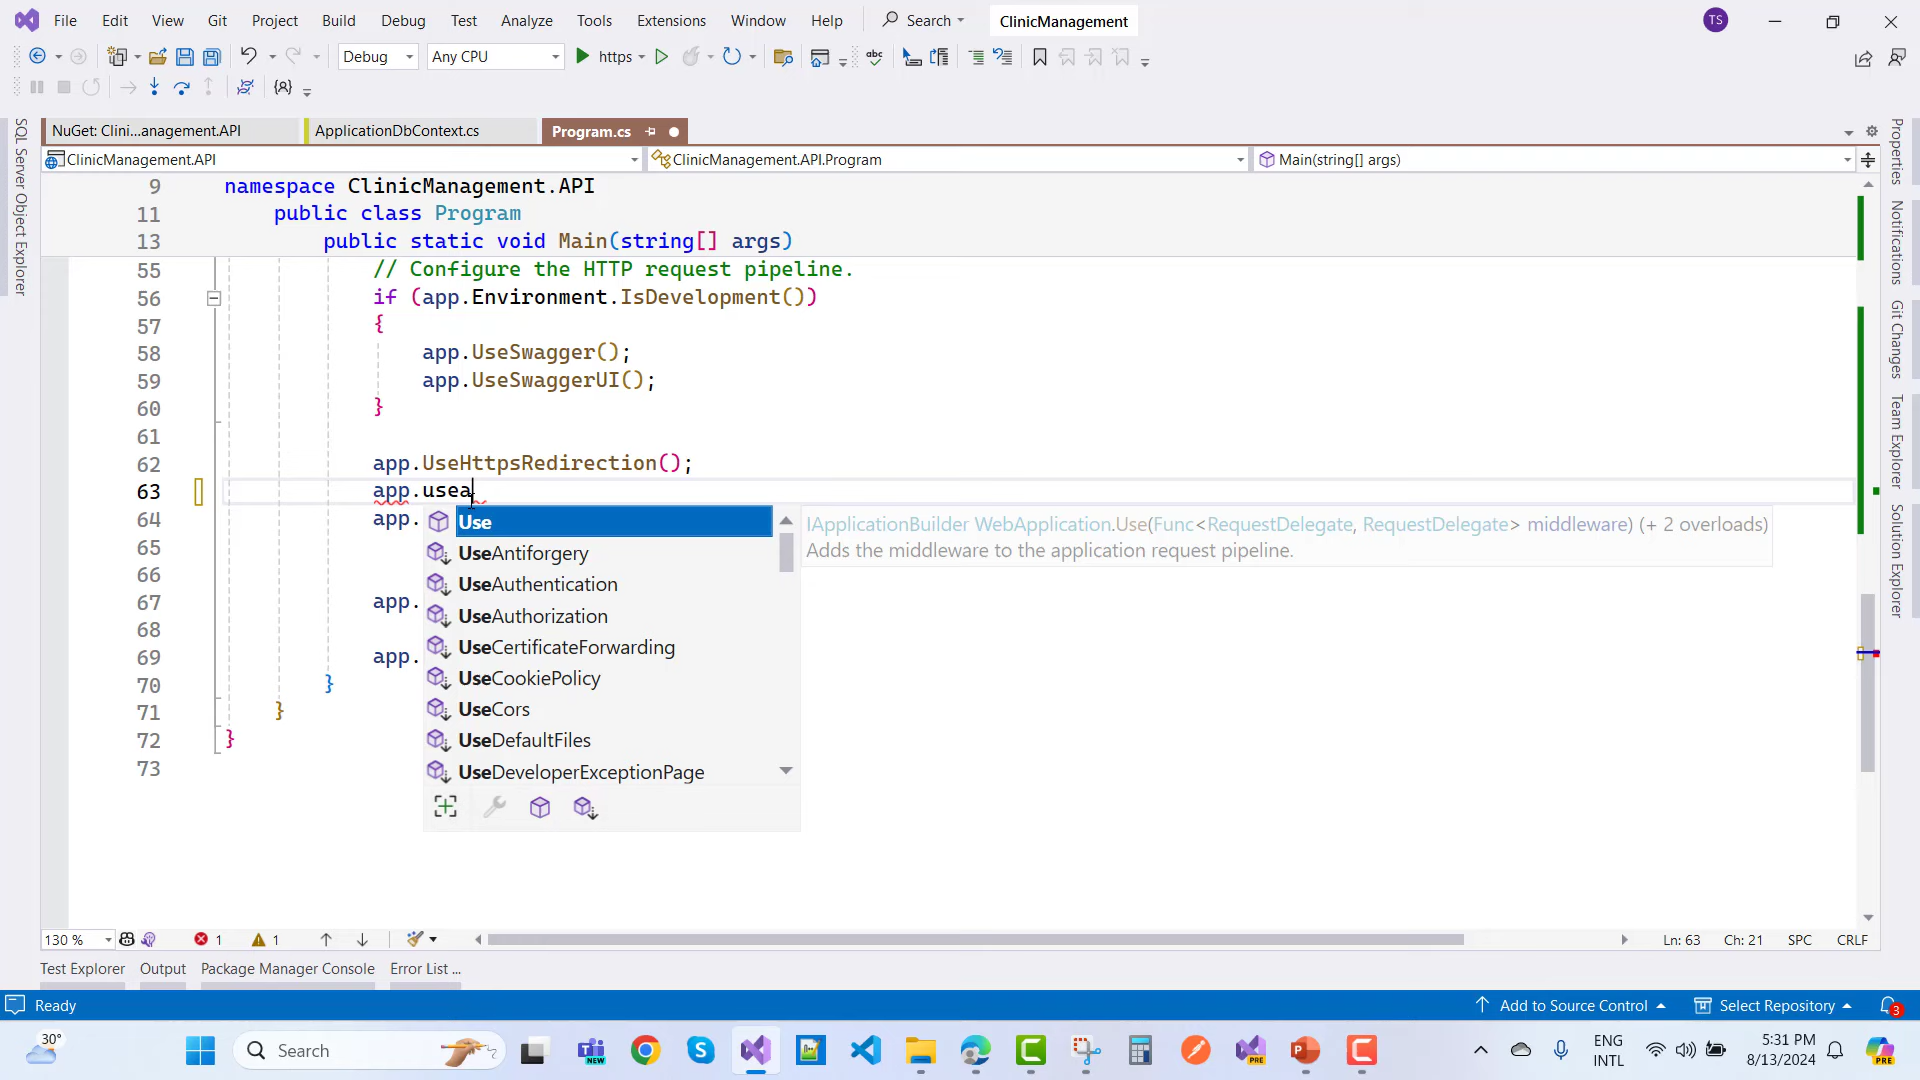 File Edit View Git Project Build Debug Test Analyze Tools Extensions Window Help Search ClinicManagement TS
Debug Any CPU https
NuGet: Clini...anagement.API ApplicationDbContext.cs Program.cs
ClinicManagement.API ClinicManagement.API.Program Main(string[] args)
9 namespace ClinicManagement.API
11 public class Program
13 public static void Main(string[] args)
55 // Configure the HTTP request pipeline.
56 if (app.Environment.IsDevelopment())
57 {
58 app.UseSwagger();
59 app.UseSwaggerUI();
60 }
61
62 app.UseHttpsRedirection();
63 app.usea
64 app.
65
66
67 app.
68
69 app.
70 }
71 }
72 }
73
Use
UseAntiforgery
UseAuthentication
UseAuthorization
UseCertificateForwarding
UseCookiePolicy
UseCors
UseDefaultFiles
UseDeveloperExceptionPage
IApplicationBuilder WebApplication.Use(Func<RequestDelegate, RequestDelegate> middleware) (+ 2 overloads)
Adds the middleware to the application request pipeline.
SQL Server Object Explorer
Properties
Notifications
Git Changes
Team Explorer
Solution Explorer
130 % 1 1 Ln: 63 Ch: 21 SPC CRLF
Test Explorer Output Package Manager Console Error List ...
Ready Add to Source Control Select Repository 3
30° Search ENG INTL 5:31 PM 8/13/2024
PRE